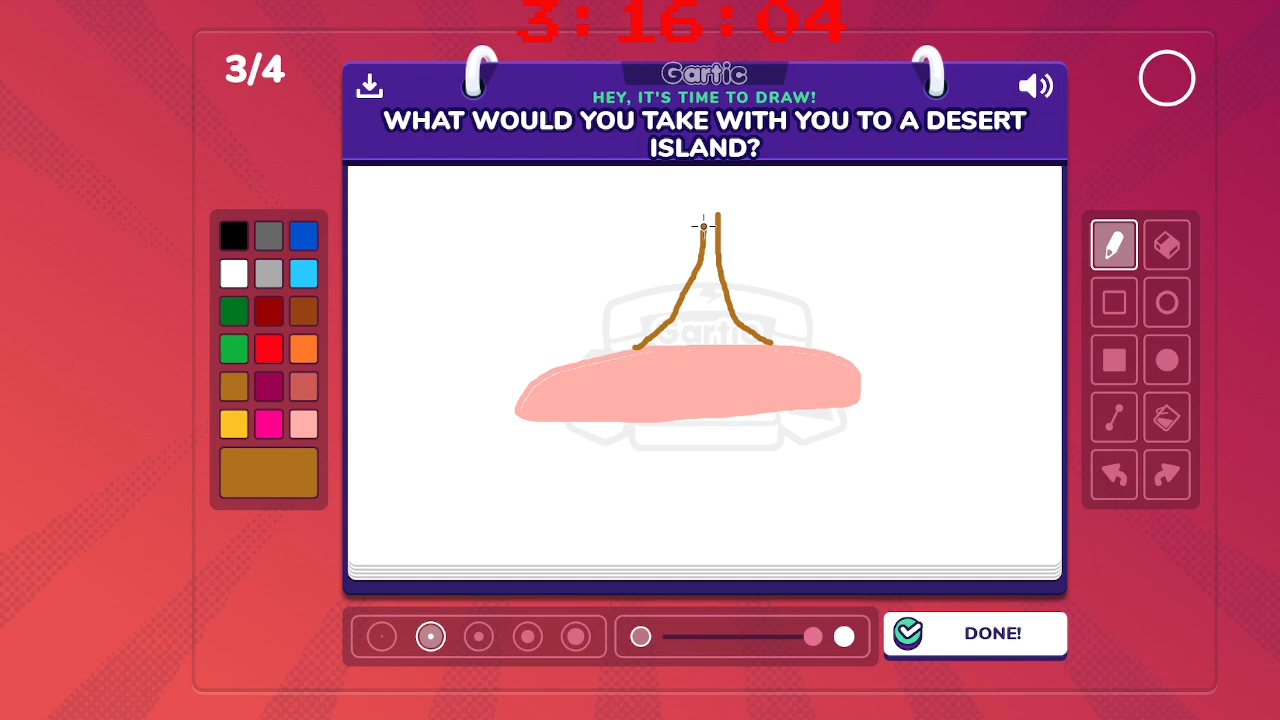 3:16:04
3/4
Gartic
HEY, IT'S TIME TO DRAW!
WHAT WOULD YOU TAKE WITH YOU TO A DESERT
ISLAND?
Gartic
DONE!